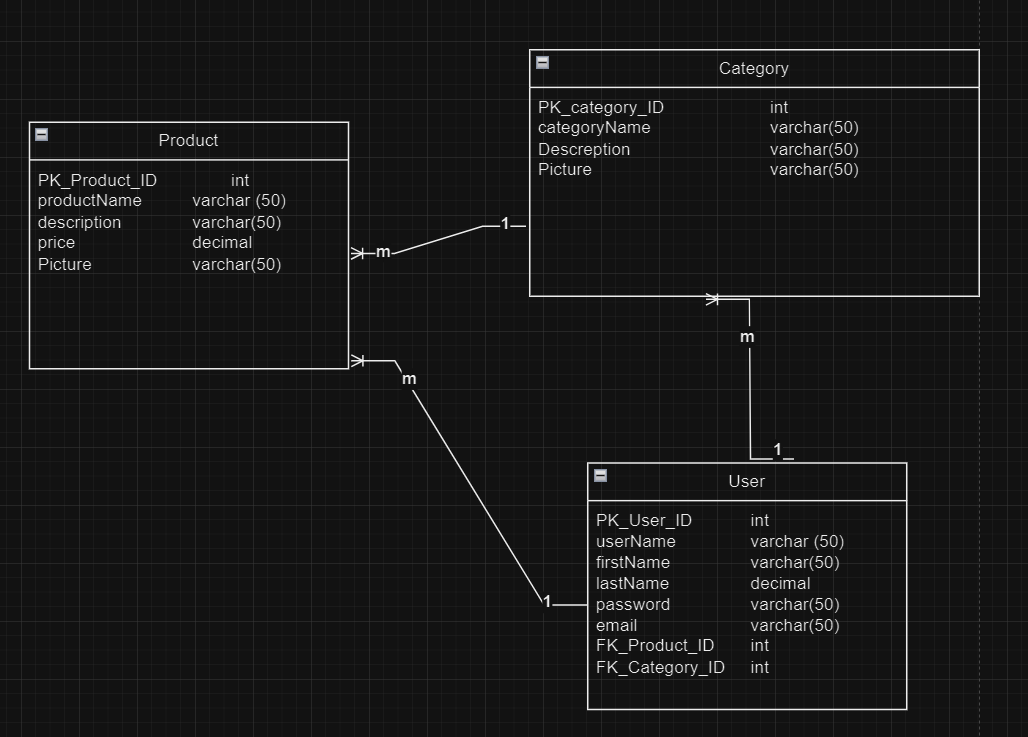 Category
PK_category_ID int
categoryName varchar(50)
Descreption varchar(50)
Picture varchar(50)
Product
PK_Product_ID int
productName varchar (50)
description varchar(50)
price decimal
Picture varchar(50)
1
m
m
m
1
1
User
PK_User_ID int
userName varchar (50)
firstName varchar(50)
lastName decimal
password varchar(50)
email varchar(50)
FK_Product_ID int
FK_Category_ID int